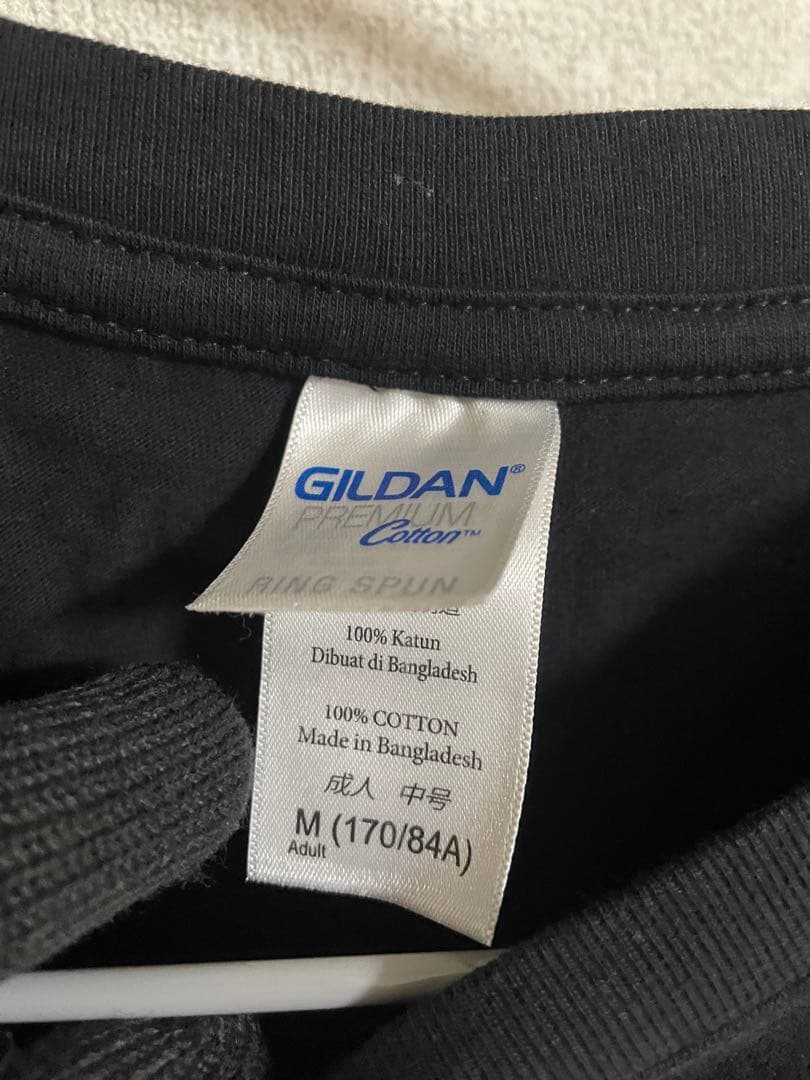 GILDAN®
PREMIUM
Cotton™
RING SPUN
100% Katun
Dibuat di Bangladesh
100% COTTON
Made in Bangladesh
成人 中号
M (170/84A)
Adult